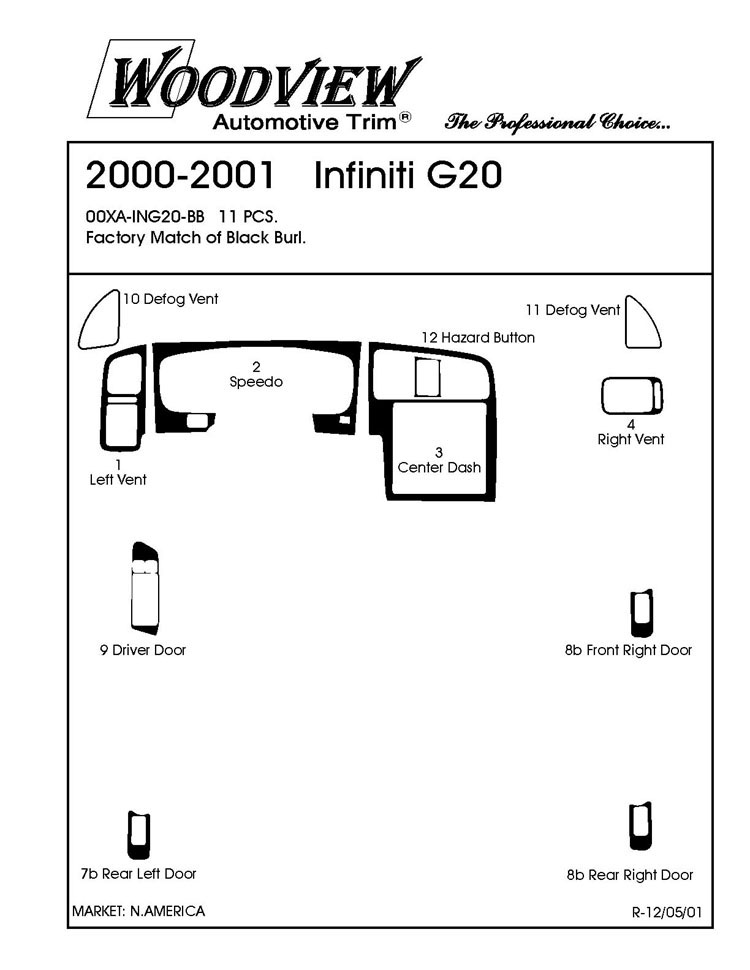 WOODVIEW
Automotive Trim®
The Professional Choice...
2000-2001 Infiniti G20
00XA-ING20-BB 11 PCS.
Factory Match of Black Burl.
10 Defog Vent
11 Defog Vent
12 Hazard Button
2
Speedo
4
Right Vent
3
Center Dash
1
Left Vent
9 Driver Door
8b Front Right Door
7b Rear Left Door
8b Rear Right Door
MARKET: N.AMERICA
R-12/05/01